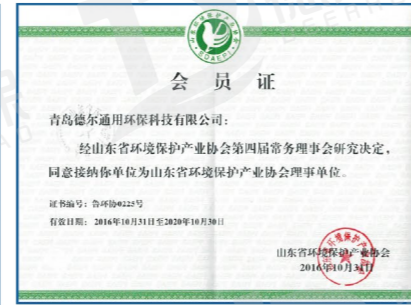 SDAEPI
会 员 证
青岛德尔通用环保科技有限公司：
经山东省环境保护产业协会第四届常务理事会研究决定，
同意接纳你单位为山东省环境保护产业协会理事单位。
证书编号：鲁环协0225号
有效日期：2016年10月31日至2020年10月30日
山东省环境保护产业协会
2016年10月31日